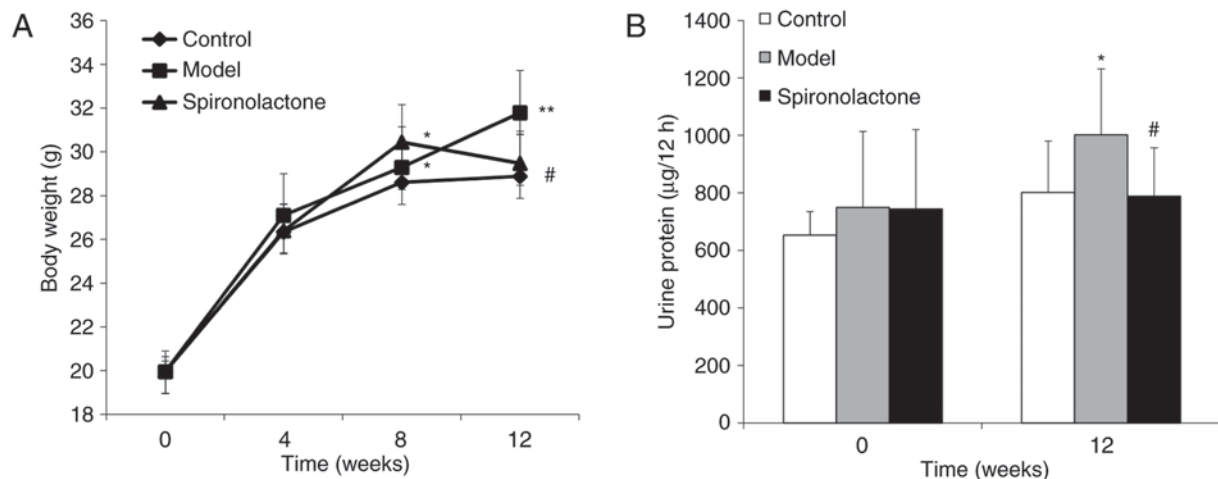 A
36
34
32
30
28
26
24
22
20
18
Body weight (g)
Control
Model
Spironolactone
*
*
**
#
0 4 8 12
Time (weeks)
B
1400
1200
1000
800
600
400
200
0
Urine protein (µg/12 h)
Control
Model
Spironolactone
*
#
0 12
Time (weeks)